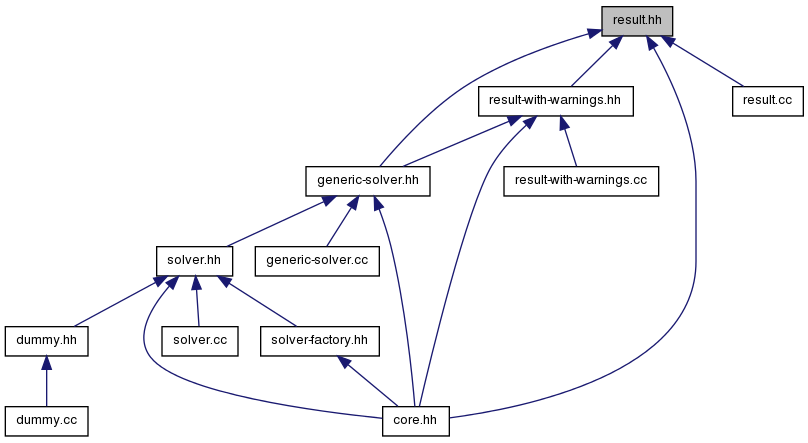 result.hh
result-with-warnings.hh
result.cc
generic-solver.hh
result-with-warnings.cc
solver.hh
generic-solver.cc
dummy.hh
solver.cc
solver-factory.hh
dummy.cc
core.hh